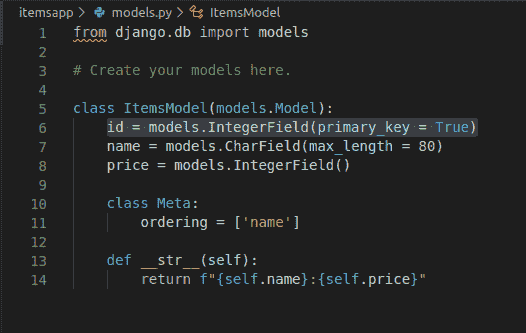 itemsapp > models.py > ItemsModel
1 from django.db import models
2
3 # Create your models here.
4
5 class ItemsModel(models.Model):
6 id = models.IntegerField(primary_key = True)
7 name = models.CharField(max_length = 80)
8 price = models.IntegerField()
9
10 class Meta:
11 ordering = ['name']
12
13 def __str__(self):
14 return f"{self.name}:{self.price}"